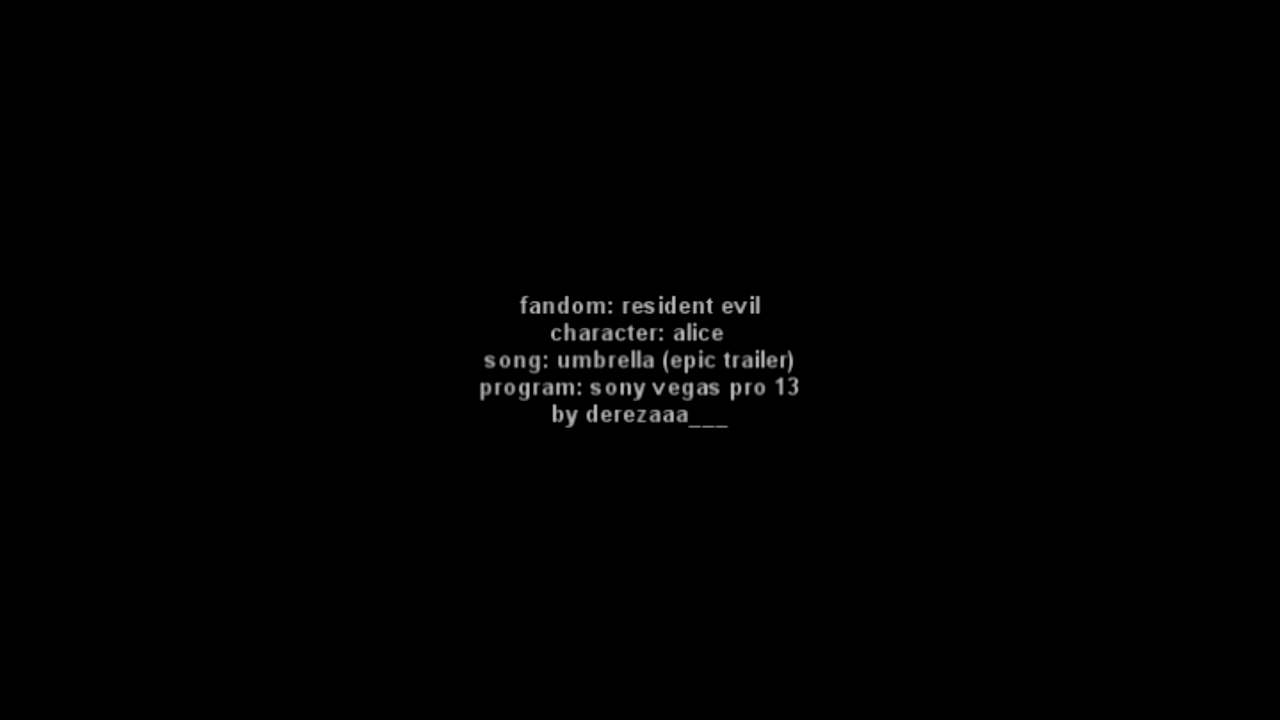 fandom: resident evil
character: alice
song: umbrella (epic trailer)
program: sony vegas pro 13
by derezaaa___